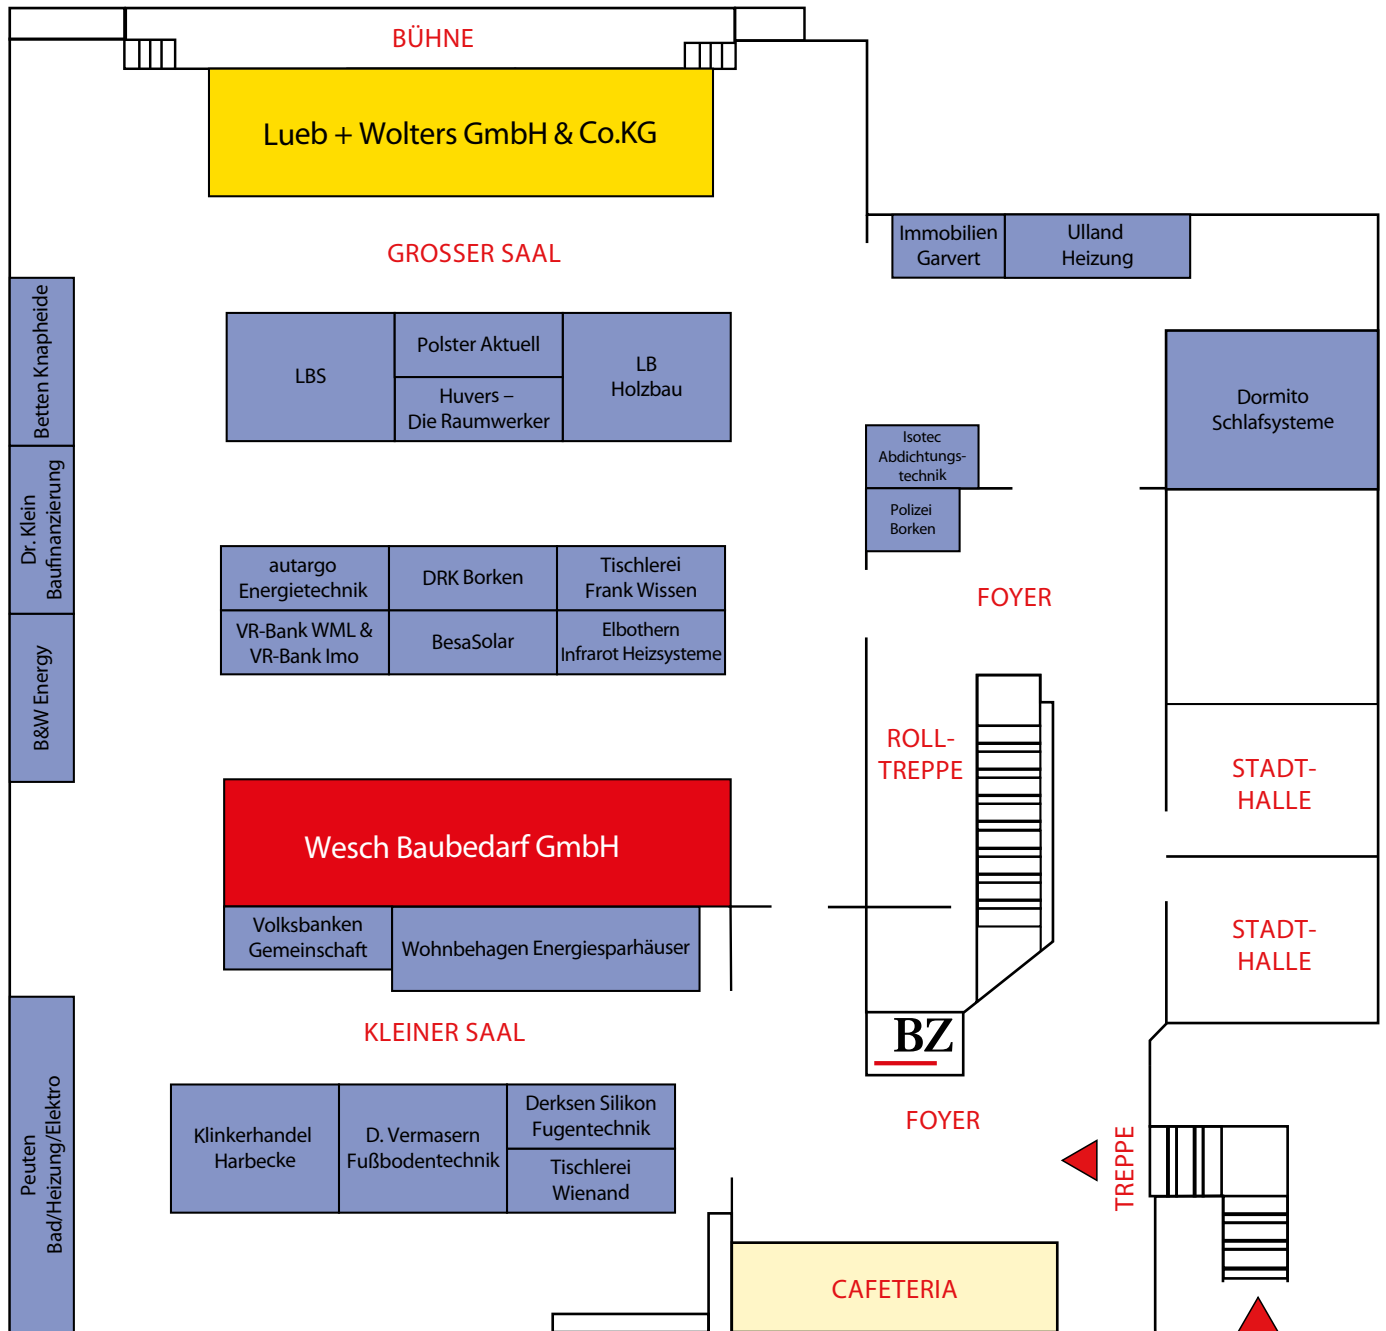 BÜHNE
Lueb + Wolters GmbH & Co.KG
GROSSER SAAL
Immobilien
Garvert
Ulland
Heizung
Betten Knapheide
Dr. Klein
Baufinanzierung
B&W Energy
LBS
Polster Aktuell
Huvers –
Die Raumwerker
LB
Holzbau
Dormito
Schlafsysteme
Isotec
Abdichtungs-
technik
Polizei
Borken
autargo
Energietechnik
DRK Borken
Tischlerei
Frank Wissen
VR-Bank WML &
VR-Bank Imo
BesaSolar
Elbothern
Infrarot Heizsysteme
FOYER
ROLL-
TREPPE
STADT-
HALLE
Wesch Baubedarf GmbH
Volksbanken
Gemeinschaft
Wohnbehagen Energiesparhäuser
STADT-
HALLE
KLEINER SAAL
BZ
Peuten
Bad/Heizung/Elektro
Klinkerhandel
Harbecke
D. Vermasern
Fußbodentechnik
Derksen Silikon
Fugentechnik
Tischlerei
Wienand
FOYER
TREPPE
CAFETERIA